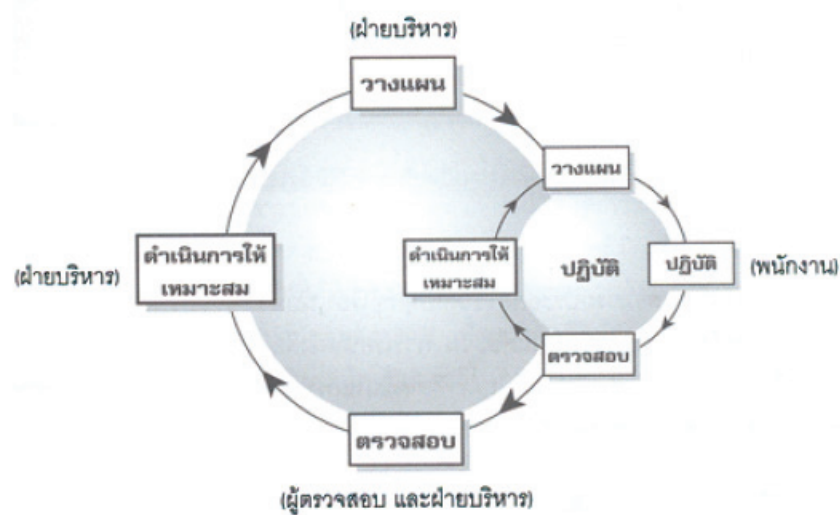 (ฝ่ายบริหาร)
วางแผน
วางแผน
(ฝ่ายบริหาร)
ดำเนินการให้
เหมาะสม
ดำเนินการให้
เหมาะสม
ปฏิบัติ
ปฏิบัติ
(พนักงาน)
ตรวจสอบ
ตรวจสอบ
(ผู้ตรวจสอบ และฝ่ายบริหาร)